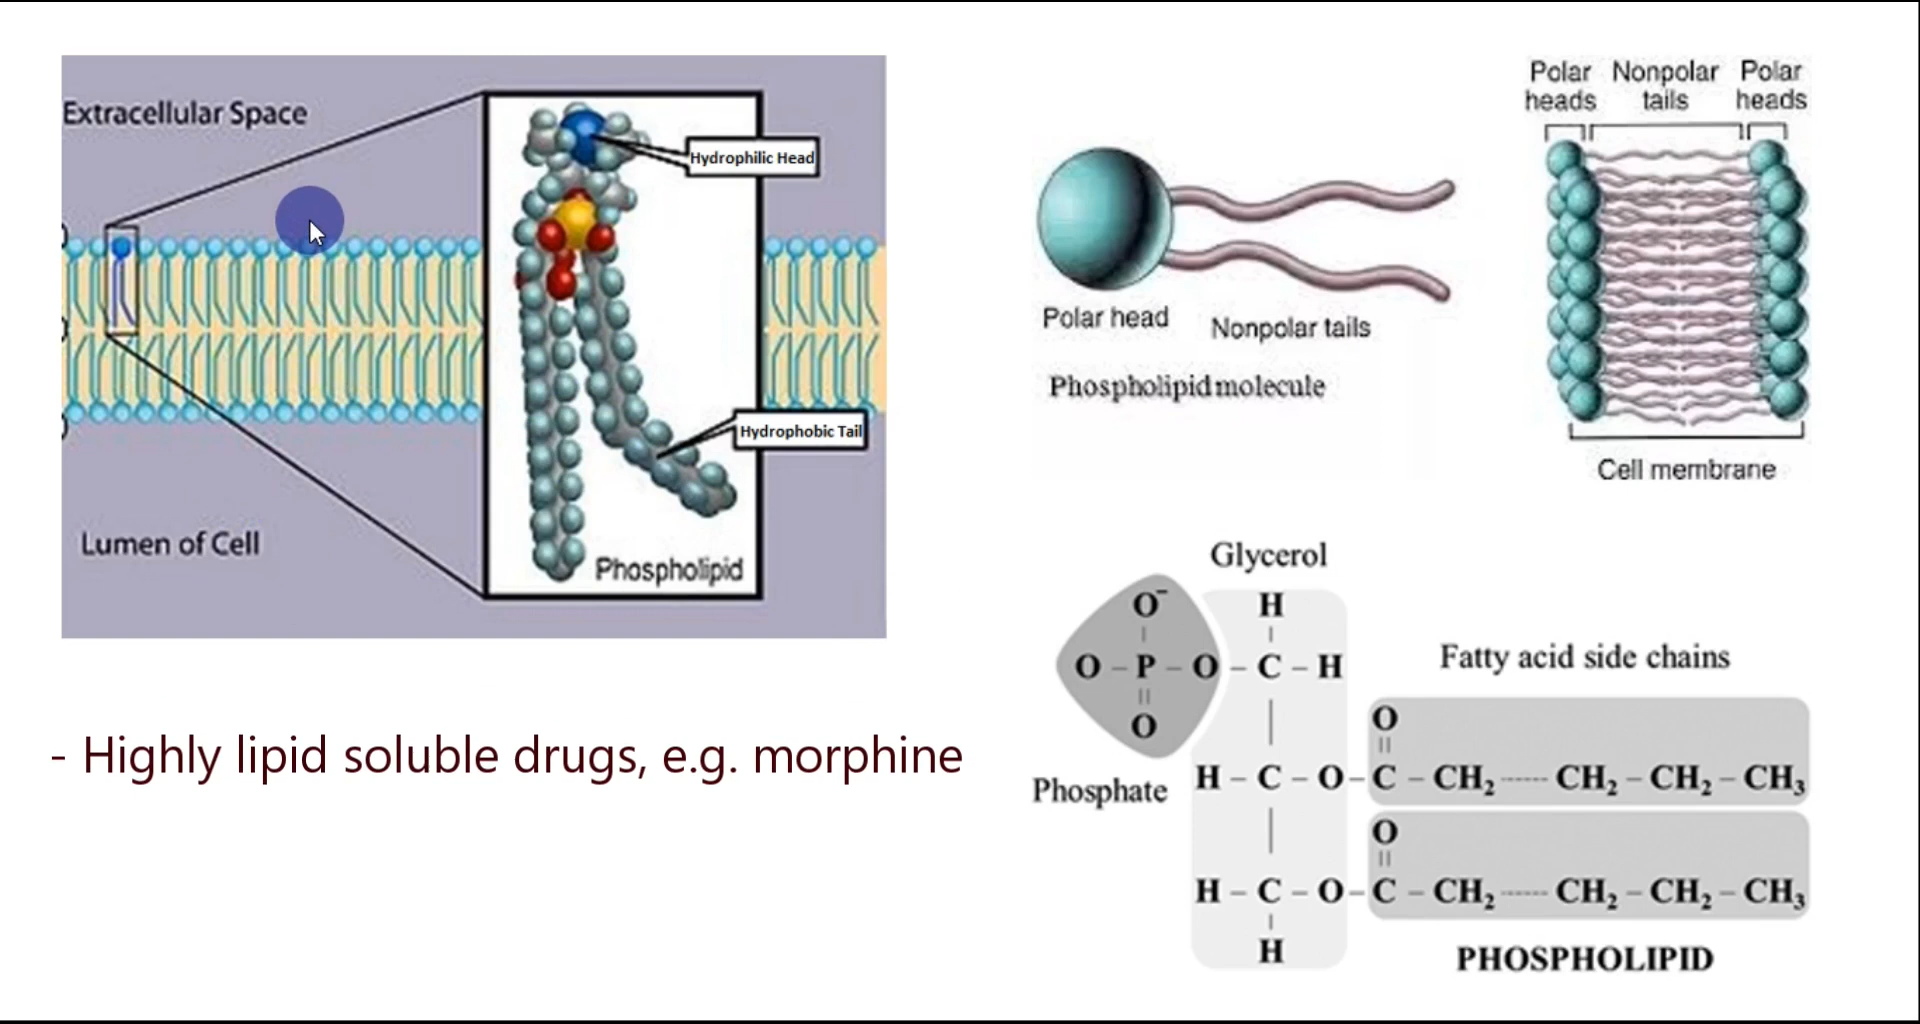 Extracellular Space
Hydrophilic Head
Hydrophobic Tail
Lumen of Cell
Phospholipid
- Highly lipid soluble drugs, e.g. morphine
Polar head
Nonpolar tails
Phospholipid molecule
Polar heads
Nonpolar tails
Polar heads
Cell membrane
Glycerol
O⁻ H
O – P – O – C – H
O
Phosphate
Fatty acid side chains
O
H – C – O – C – CH₂ ----- CH₂ – CH₂ – CH₃
O
H – C – O – C – CH₂ ----- CH₂ – CH₂ – CH₃
H
PHOSPHOLIPID